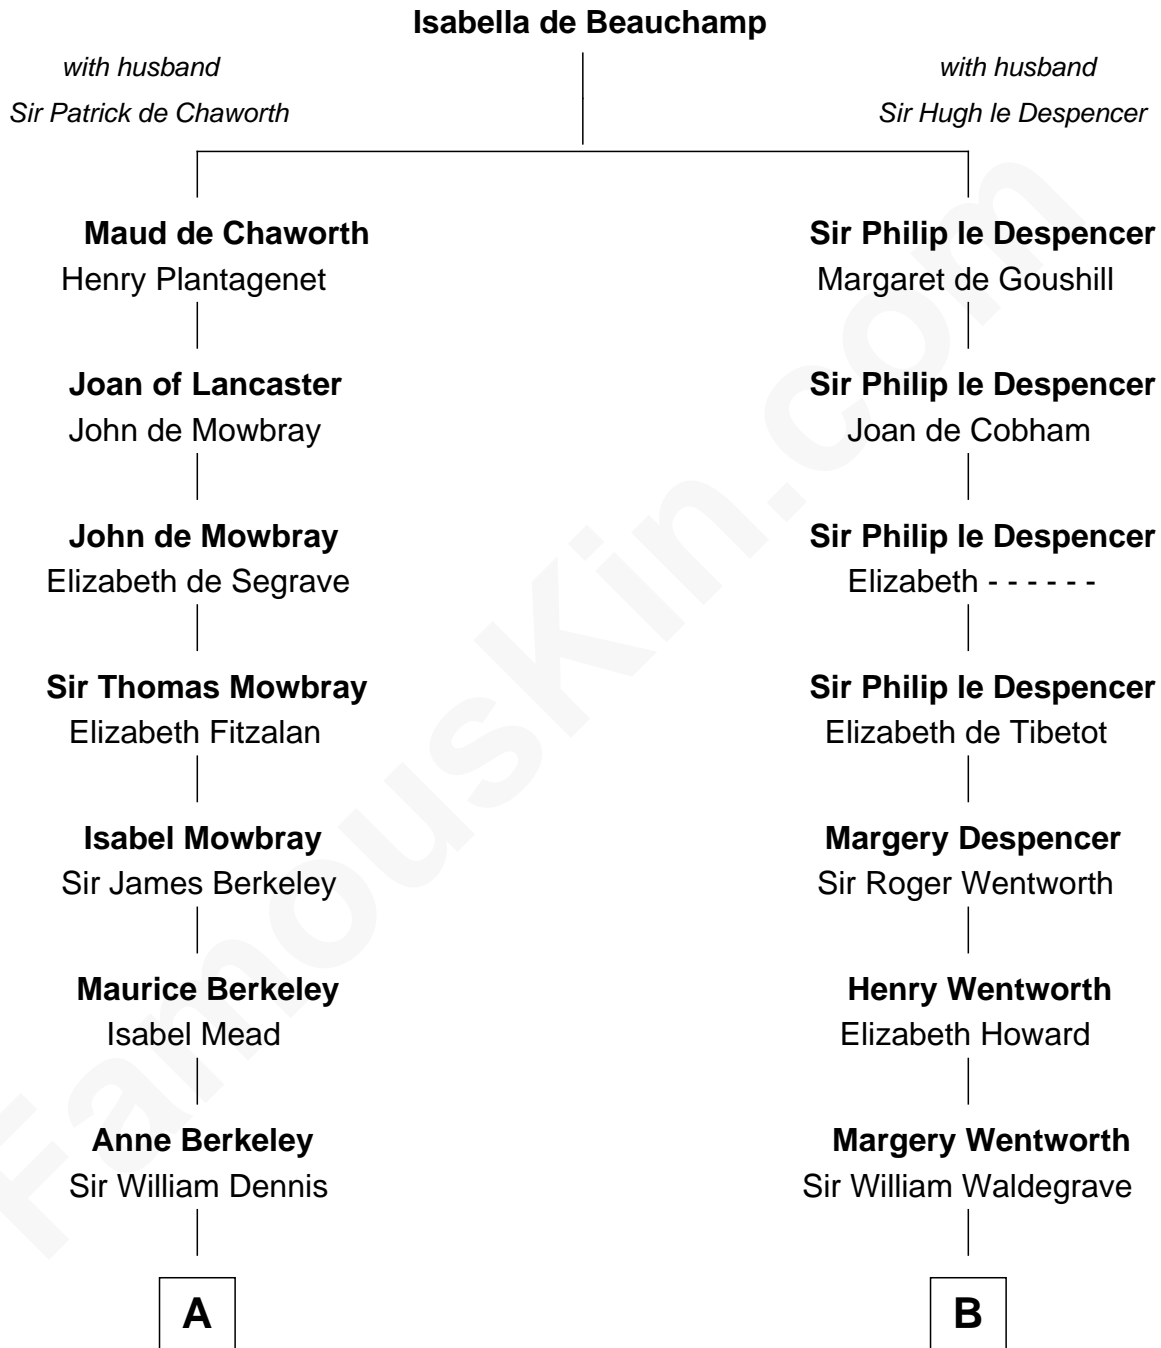 Isabella de Beauchamp
with husband
Sir Patrick de Chaworth
with husband
Sir Hugh le Despencer
Maud de Chaworth
Henry Plantagenet
Sir Philip le Despencer
Margaret de Goushill
Joan of Lancaster
John de Mowbray
Sir Philip le Despencer
Joan de Cobham
John de Mowbray
Elizabeth de Segrave
Sir Philip le Despencer
Elizabeth - - - - - -
Sir Thomas Mowbray
Elizabeth Fitzalan
Sir Philip le Despencer
Elizabeth de Tibetot
Isabel Mowbray
Sir James Berkeley
Margery Despencer
Sir Roger Wentworth
Maurice Berkeley
Isabel Mead
Henry Wentworth
Elizabeth Howard
Anne Berkeley
Sir William Dennis
Margery Wentworth
Sir William Waldegrave
A
B
FamousKin.com